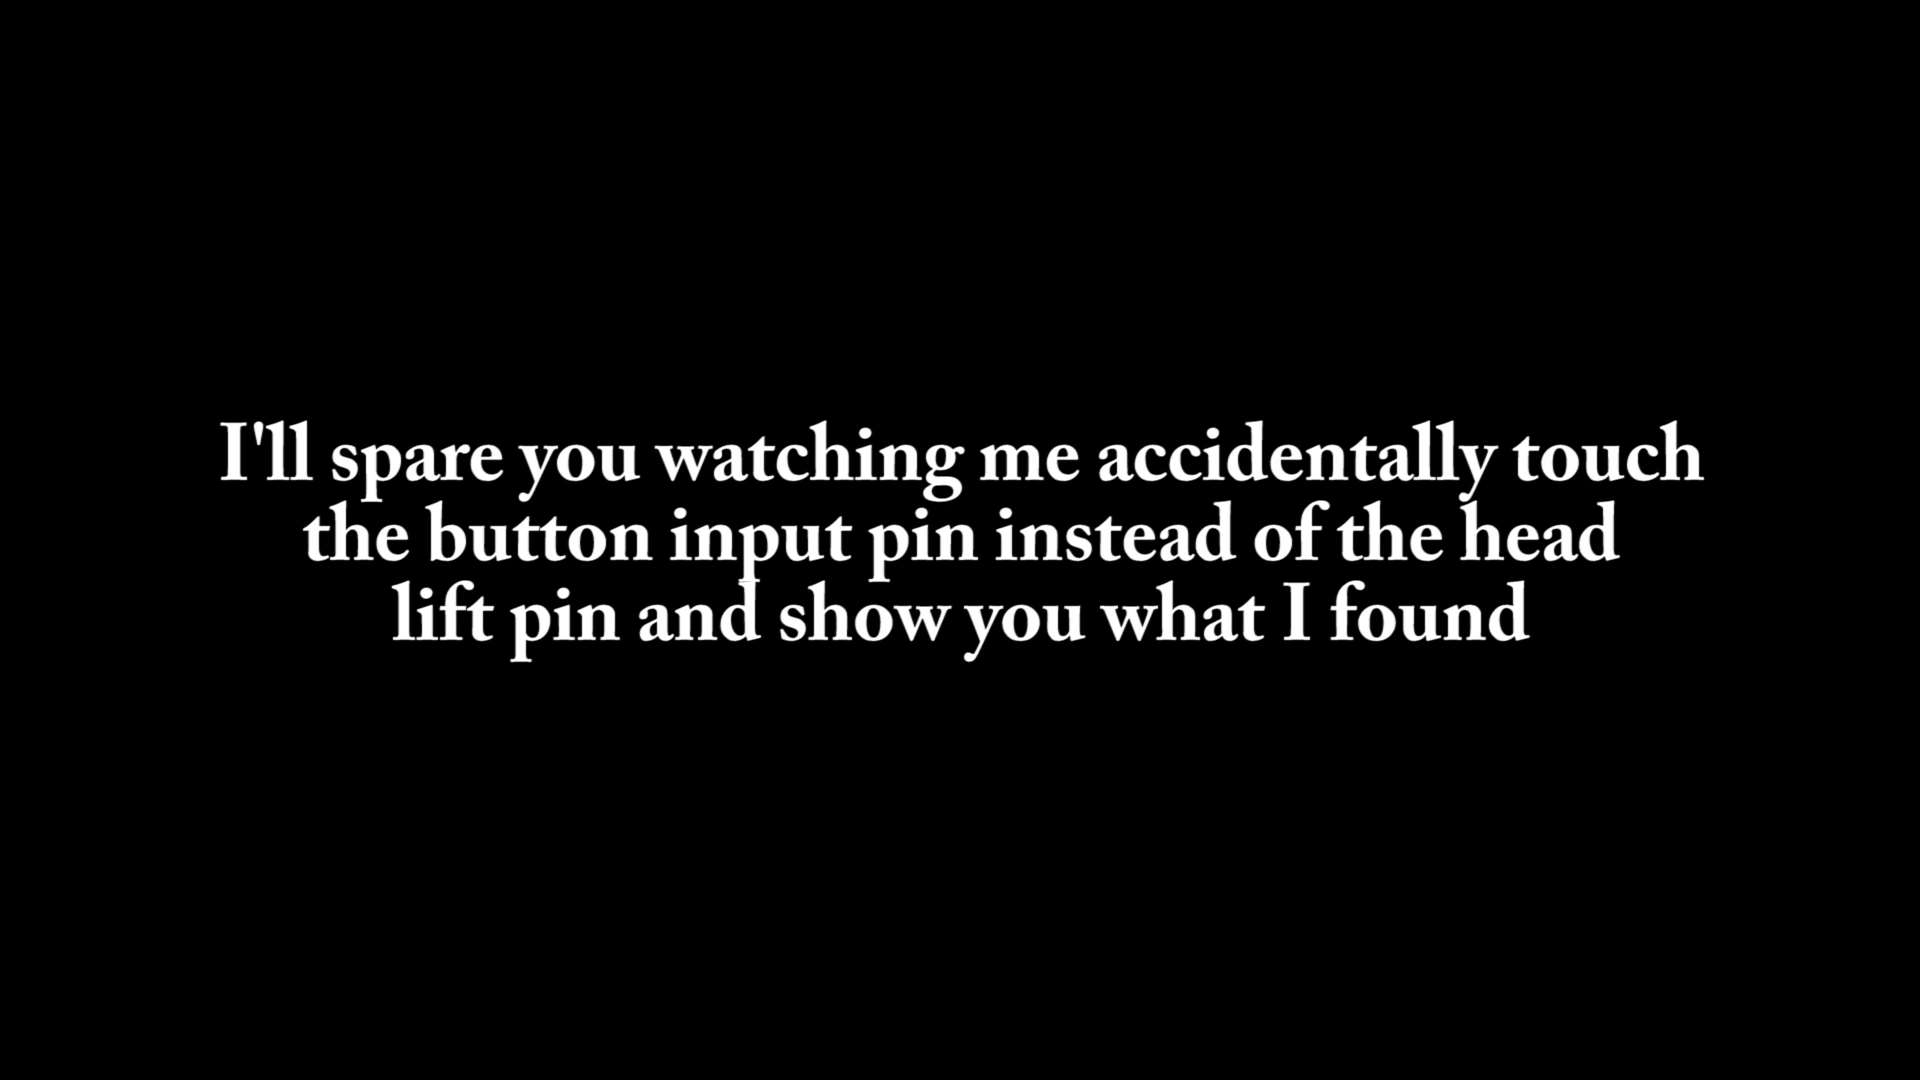 I'll spare you watching me accidentally touch
the button input pin instead of the head
lift pin and show you what I found